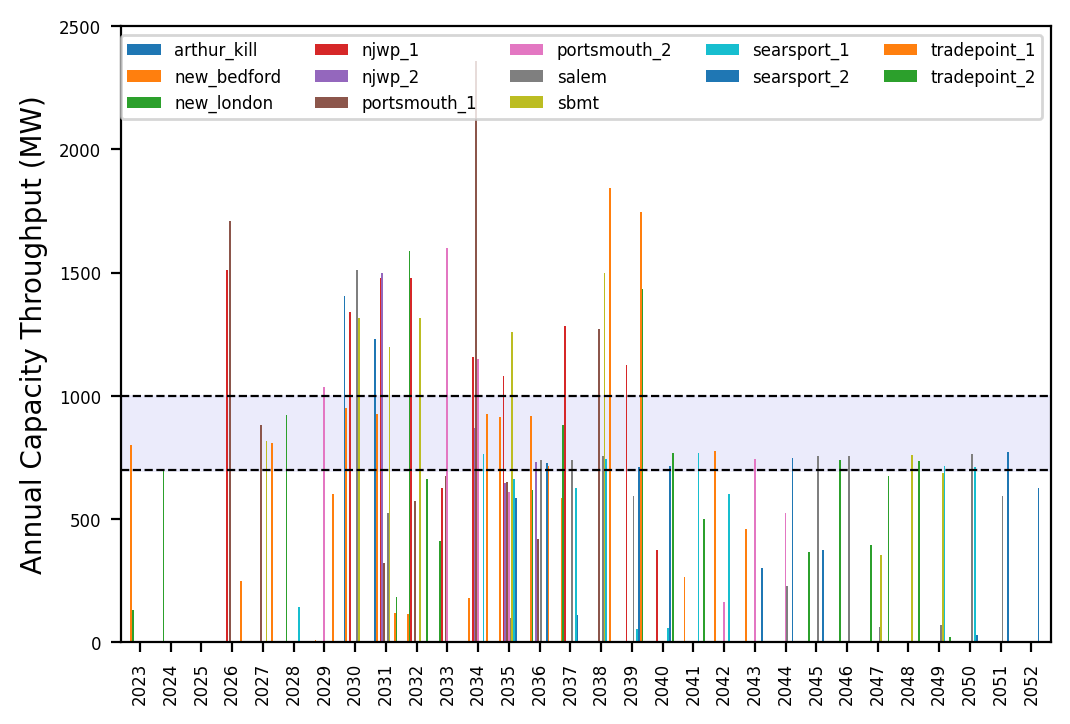 Annual Capacity Throughput (MW)
2500
2000
1500
1000
500
0
arthur_kill
new_bedford
new_london
njwp_1
njwp_2
portsmouth_1
portsmouth_2
salem
sbmt
searsport_1
searsport_2
tradepoint_1
tradepoint_2
2023 2024 2025 2026 2027 2028 2029 2030 2031 2032 2033 2034 2035 2036 2037 2038 2039 2040 2041 2042 2043 2044 2045 2046 2047 2048 2049 2050 2051 2052